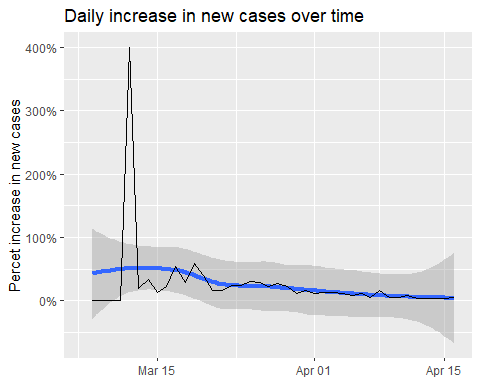 Daily increase in new cases over time
Percet increase in new cases
400%
300%
200%
100%
0%
Mar 15
Apr 01
Apr 15